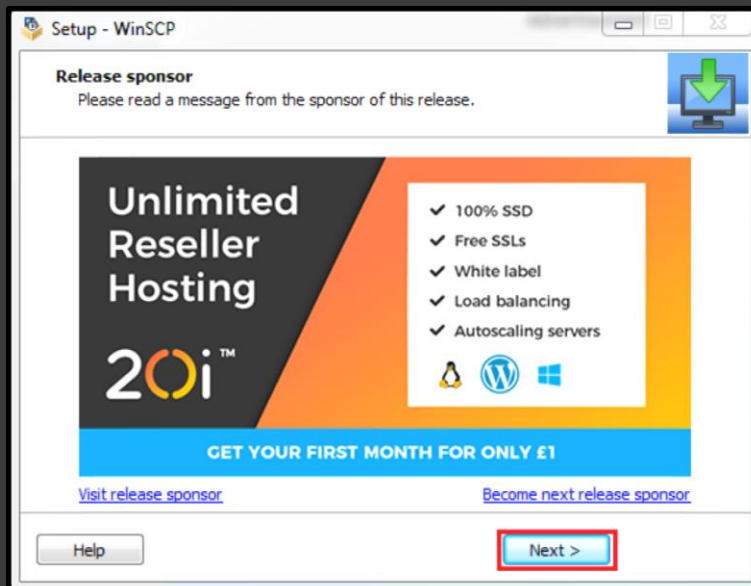 Setup - WinSCP
Release sponsor
Please read a message from the sponsor of this release.
Unlimited
Reseller
Hosting
20i™
✓ 100% SSD
✓ Free SSLs
✓ White label
✓ Load balancing
✓ Autoscaling servers
GET YOUR FIRST MONTH FOR ONLY £1
Visit release sponsor
Become next release sponsor
Help
Next >